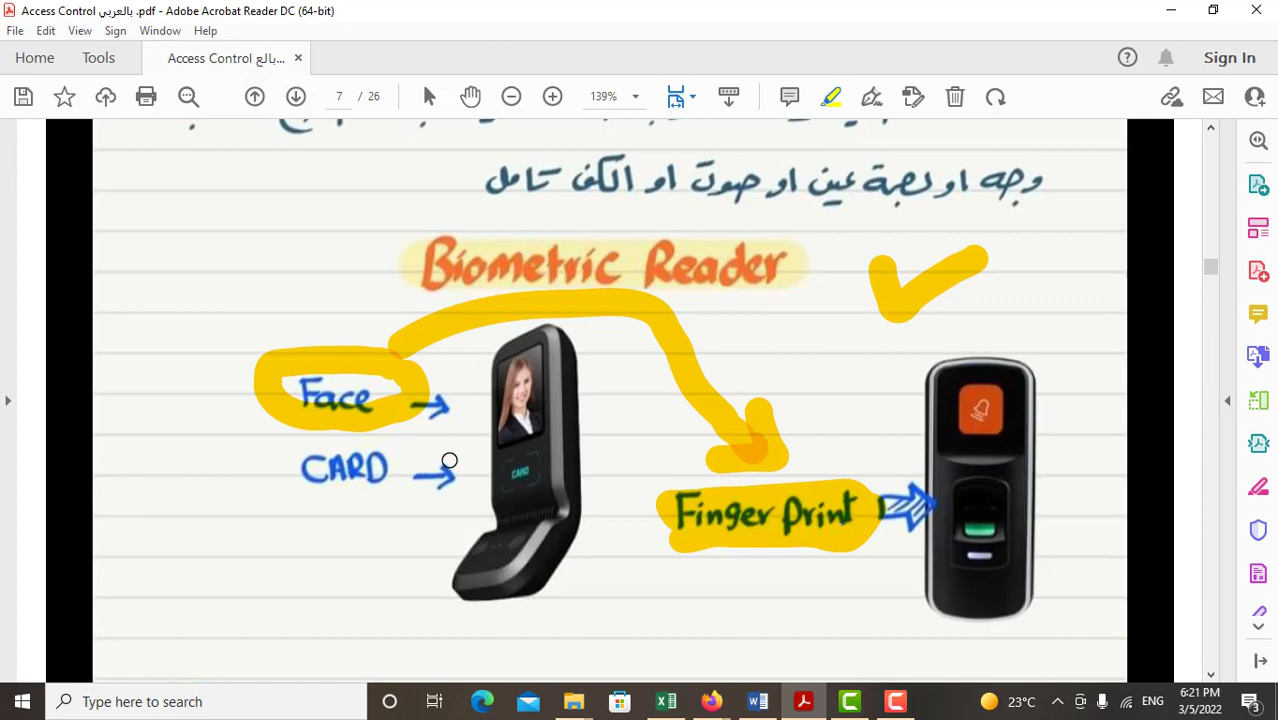 Access Control بالعربي .pdf - Adobe Acrobat Reader DC (64-bit)
File Edit View Sign Window Help
Home Tools Access Control بالع... × Sign In
7 / 26 139%
وجه او بصمة عين او صوت او الكف كامل
Biometric Reader
Face
CARD
CARD
Finger print
Type here to search
23°C ENG 6:21 PM
3/5/2022
3